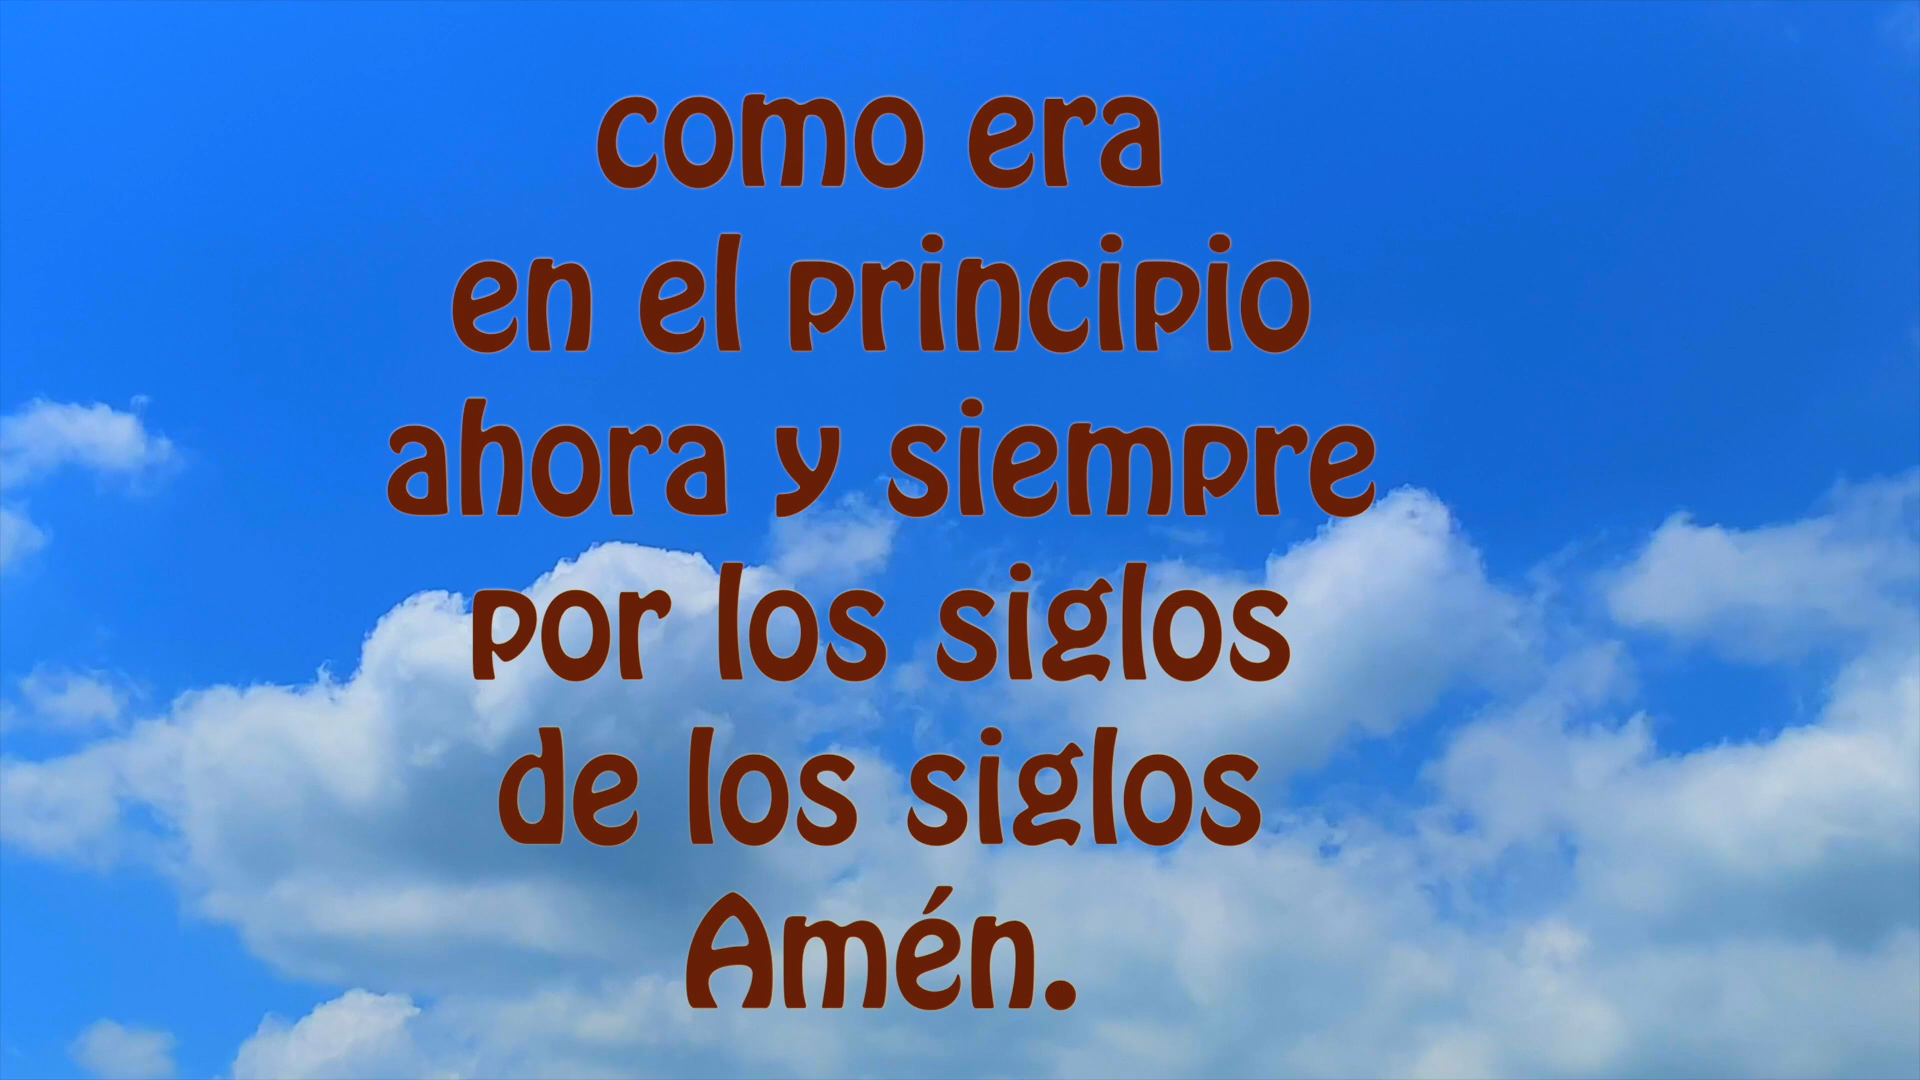 como era
en el principio
ahora y siempre
por los siglos
de los siglos
Amén.